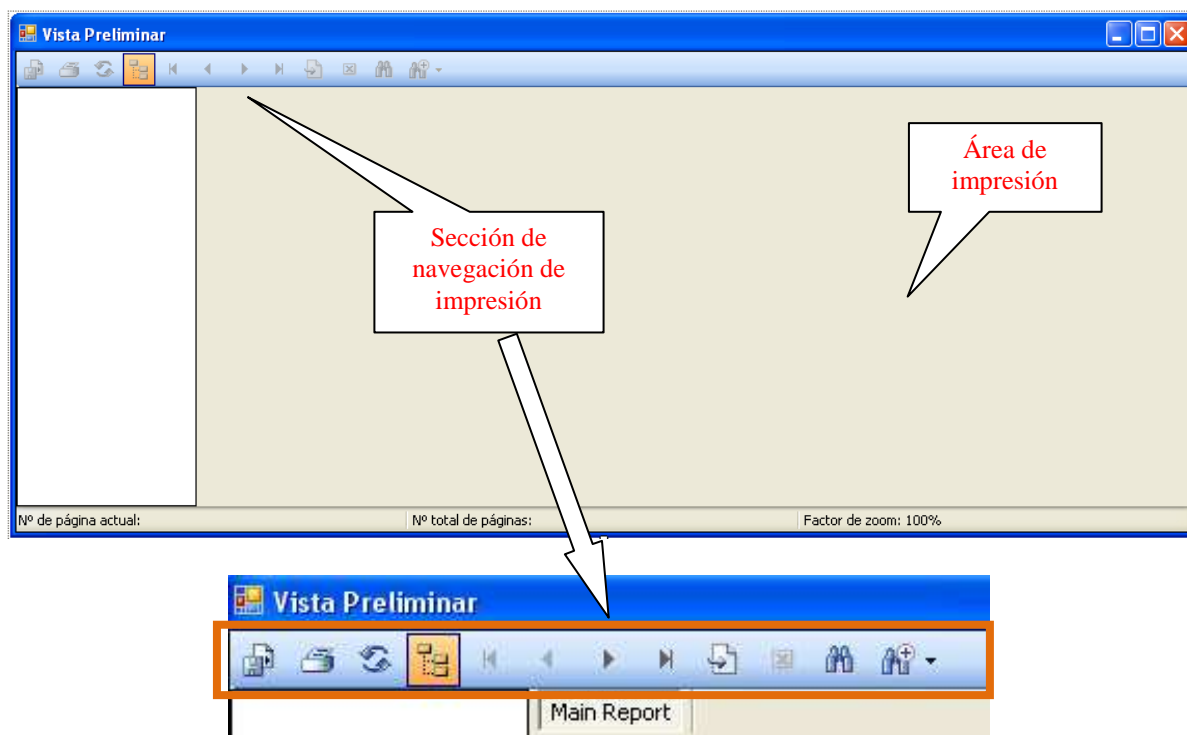 Vista Preliminar
Área de
impresión
Sección de
navegación de
impresión
Nº de página actual:
Nº total de páginas:
Factor de zoom: 100%
Vista Preliminar
Main Report